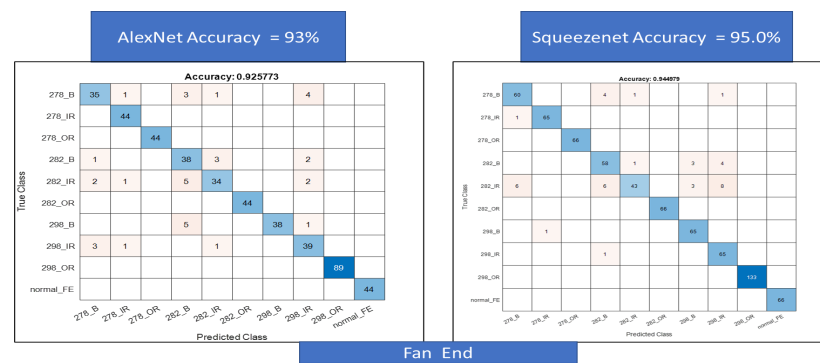 AlexNet Accuracy = 93%
Squeezenet Accuracy = 95.0%
Accuracy: 0.925773
278_B 35 1 3 1 4
278_IR 44
278_OR 44
282_B 1 38 3 2
282_IR 2 1 5 34 2
282_OR 44
298_B 5 38 1
298_IR 3 1 1 39
298_OR 89
normal_FE 44
True Class
278_B 278_IR 278_OR 282_B 282_IR 282_OR 298_B 298_IR 298_OR normal_FE
Predicted Class
Accuracy: 0.944979
278_B 60 4 1 1
278_IR 1 65
278_OR 66
282_B 58 1 3 4
282_IR 6 6 43 3 8
282_OR 66
298_B 1 65
298_IR 1 65
298_OR 133
normal_FE 66
True Class
278_B 278_IR 278_OR 282_B 282_IR 282_OR 298_B 298_IR 298_OR normal_FE
Predicted Class
Fan End